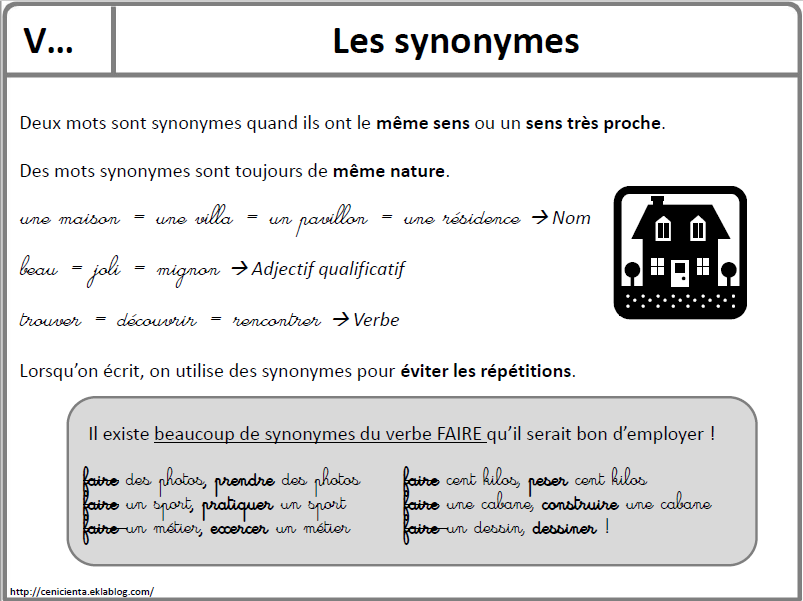 V...
Les synonymes
Deux mots sont synonymes quand ils ont le même sens ou un sens très proche.
Des mots synonymes sont toujours de même nature.
une maison = une villa = un pavillon = une résidence → Nom
beau = joli = mignon → Adjectif qualificatif
trouver = découvrir = rencontrer → Verbe
Lorsqu'on écrit, on utilise des synonymes pour éviter les répétitions.
Il existe beaucoup de synonymes du verbe FAIRE qu'il serait bon d'employer !
faire des photos, prendre des photos
faire un sport, pratiquer un sport
faire un métier, exercer un métier
faire cent kilos, peser cent kilos
faire une cabane, construire une cabane
faire un dessin, dessiner !
http://cenicienta.eklablog.com/